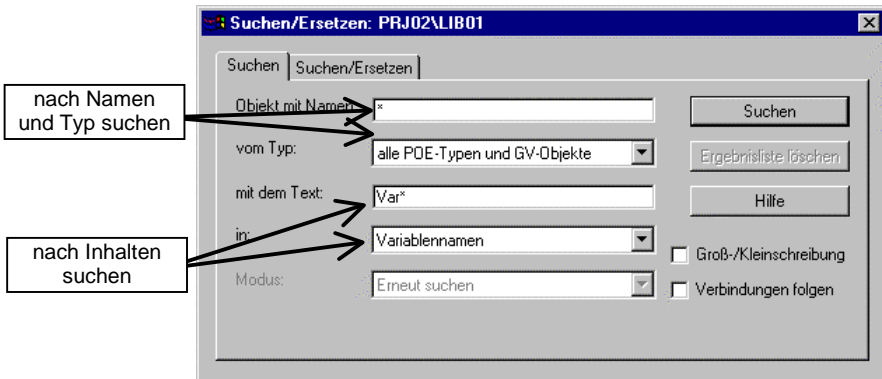 Suchen/Ersetzen: PRJ02\LIB01
Suchen
Suchen/Ersetzen
nach Namen
und Typ suchen
Objekt mit Namen
*
Suchen
vom Typ:
alle POE-Typen und GV-Objekte
Ergebnisliste löschen
mit dem Text:
Var*
Hilfe
nach Inhalten
suchen
in:
Variablennamen
Groß-/Kleinschreibung
Modus:
Erneut suchen
Verbindungen folgen